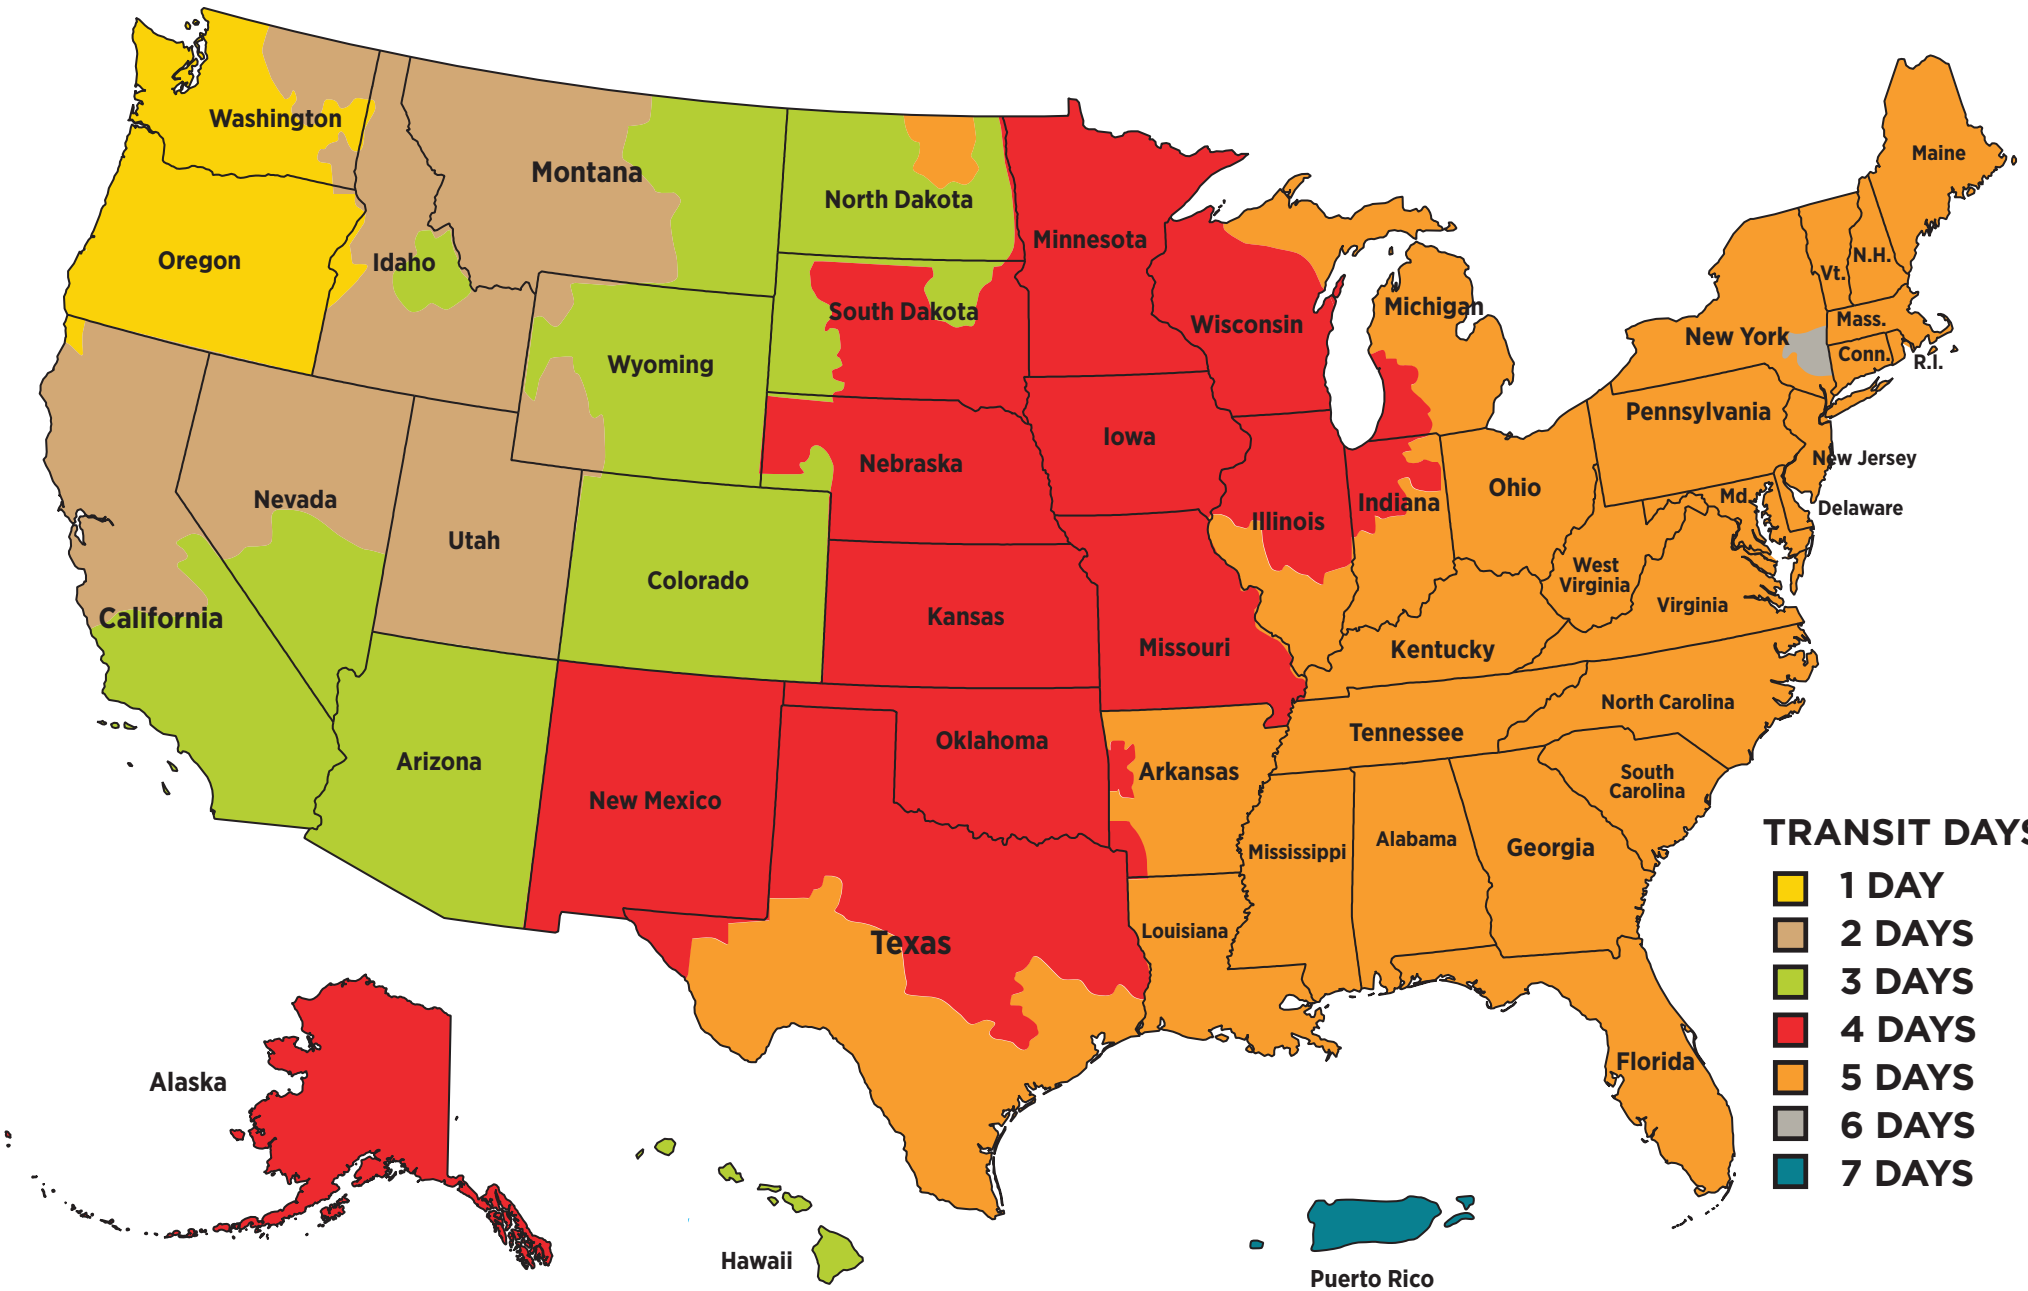 Washington
Oregon
Idaho
Montana
North Dakota
Minnesota
South Dakota
Wisconsin
Michigan
Wyoming
Nebraska
Iowa
Illinois
Indiana
Ohio
Pennsylvania
New York
Vt.
N.H.
Maine
Mass.
Conn.
R.I.
New Jersey
Delaware
Md.
California
Nevada
Utah
Colorado
Kansas
Missouri
Kentucky
West
Virginia
Virginia
North Carolina
Tennessee
South
Carolina
Arizona
New Mexico
Oklahoma
Arkansas
Mississippi
Alabama
Georgia
Texas
Louisiana
Florida
Alaska
Hawaii
Puerto Rico
TRANSIT DAYS
1 DAY
2 DAYS
3 DAYS
4 DAYS
5 DAYS
6 DAYS
7 DAYS